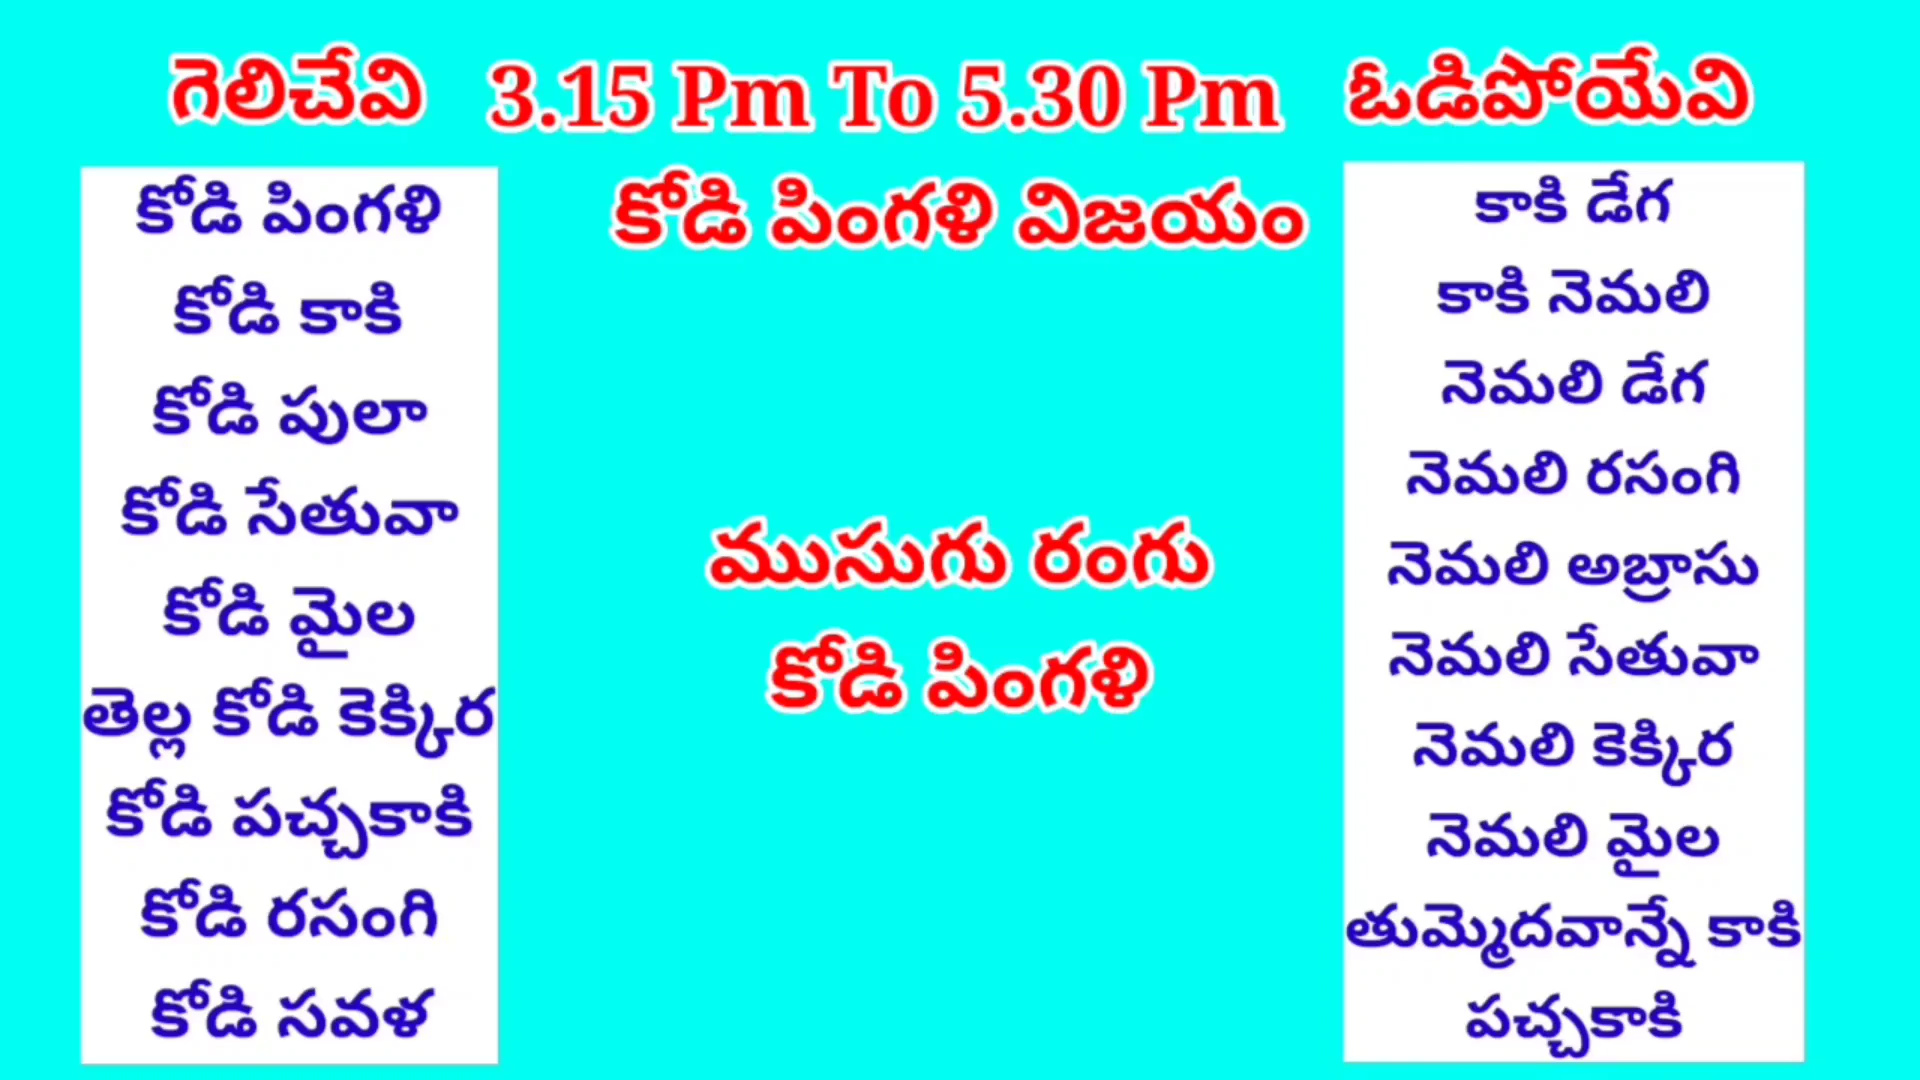 గెలిచేవి 3.15 Pm To 5.30 Pm ఓడిపోయేవి
కోడి పింగళి విజయం
కోడి పింగళి
కోడి కాకి
కోడి పులా
కోడి సేతువా
కోడి మైల
తెల్ల కోడి కెక్కిర
కోడి పచ్చకాకి
కోడి రసంగి
కోడి సవళ
ముసుగు రంగు
కోడి పింగళి
కాకి డేగ
కాకి నెమలి
నెమలి డేగ
నెమలి రసంగి
నెమలి అబ్రాసు
నెమలి సేతువా
నెమలి కెక్కిర
నెమలి మైల
తుమ్మెదవాన్నే కాకి
పచ్చకాకి